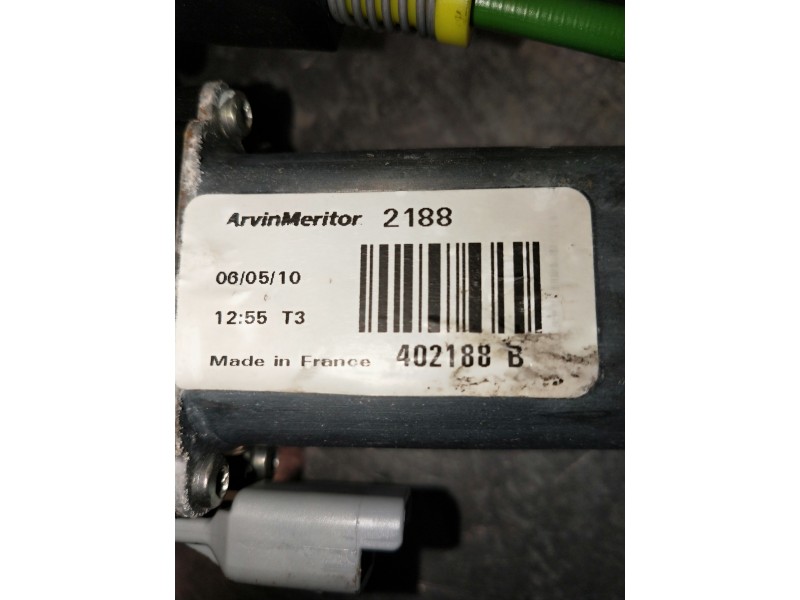 ArvinMeritor 2188
06/05/10
12:55 T3
Made in France 402188 B